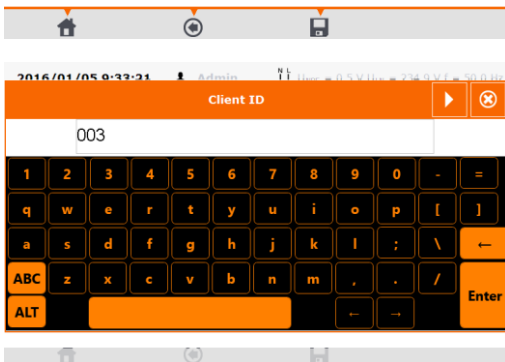 2016/01/05 9:33:21 Admin N L
Client ID
003
1 2 3 4 5 6 7 8 9 0 - =
q w e r t y u i o p [ ]
a s d f g h j k l ; \ ←
ABC z x c v b n m , . / Enter
ALT ← →